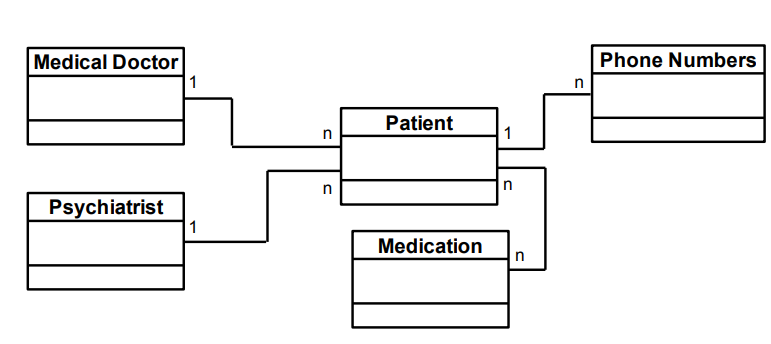 Medical Doctor
1
n
Patient
1
n
Phone Numbers
n
n
Psychiatrist
1
Medication
n